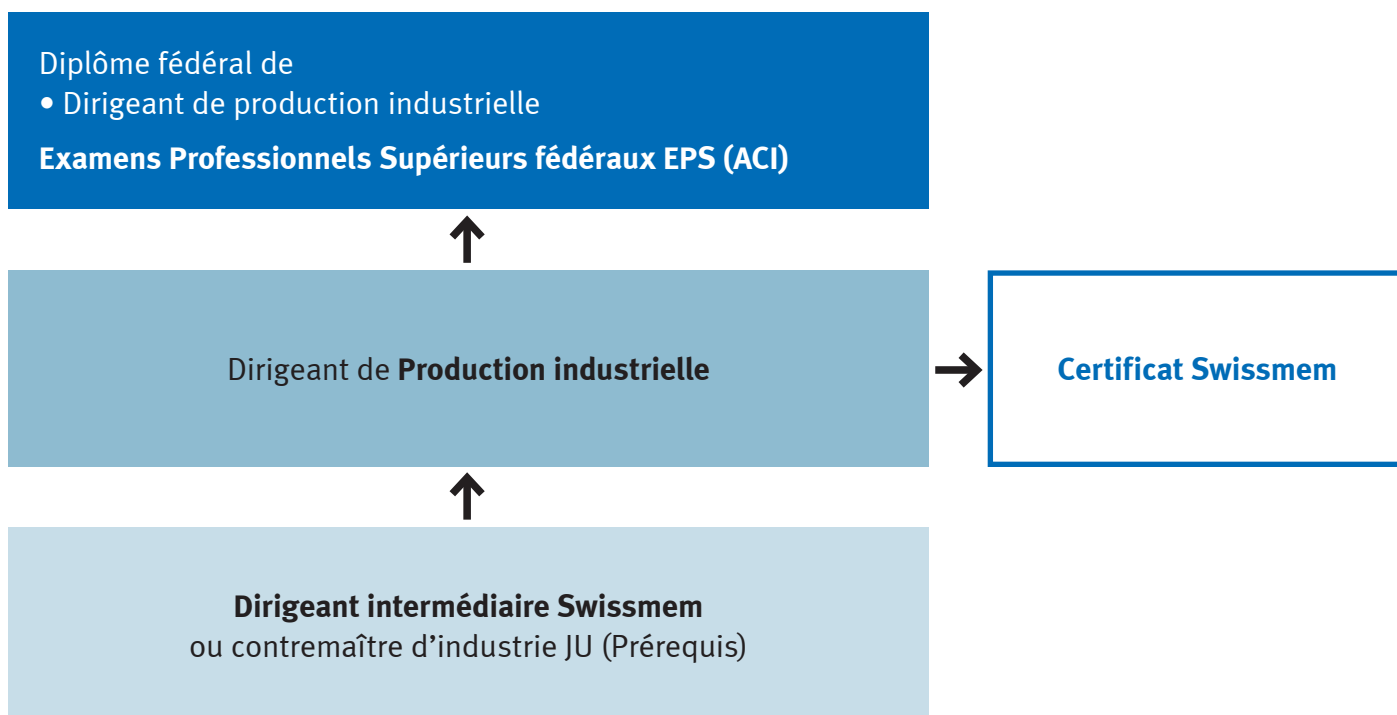 Diplôme fédéral de
• Dirigeant de production industrielle
Examens Professionnels Supérieurs fédéraux EPS (ACI)
Dirigeant de Production industrielle
Certificat Swissmem
Dirigeant intermédiaire Swissmem
ou contremaître d’industrie JU (Prérequis)